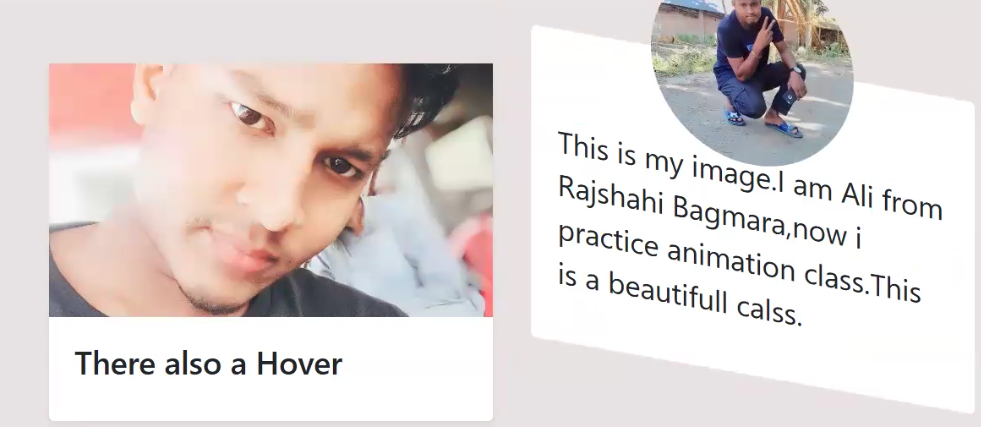 There also a Hover
This is my image.I am Ali from
Rajshahi Bagmara,now i
practice animation class.This
is a beautifull calss.